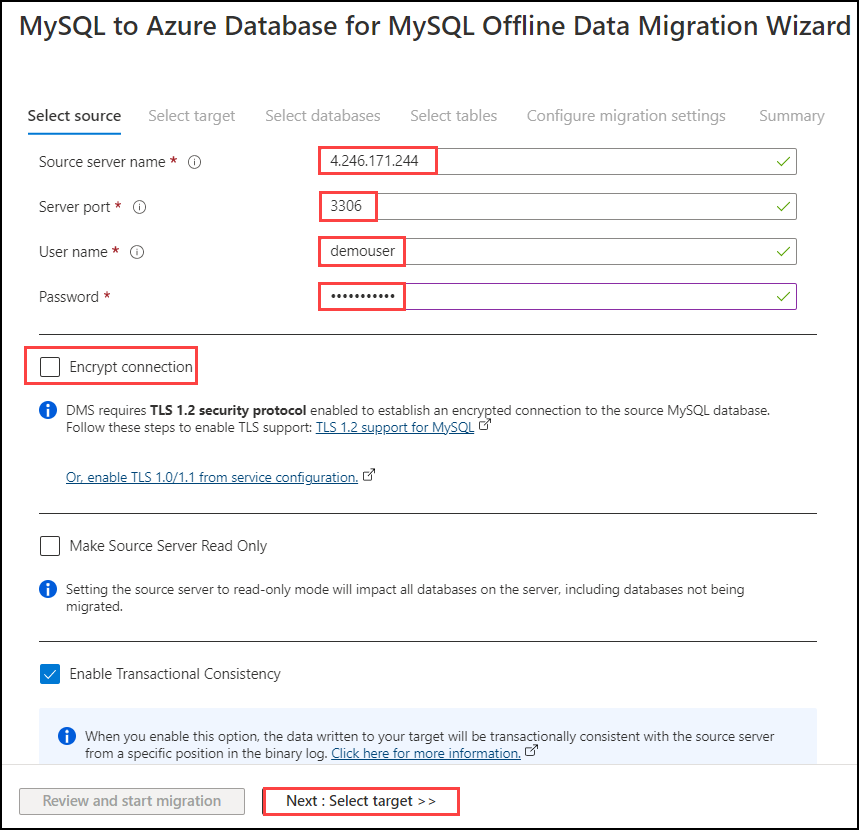 MySQL to Azure Database for MySQL Offline Data Migration Wizard
Select source Select target Select databases Select tables Configure migration settings Summary
Source server name * 4.246.171.244
Server port * 3306
User name * demouser
Password * •••••••••••
Encrypt connection
DMS requires TLS 1.2 security protocol enabled to establish an encrypted connection to the source MySQL database.
Follow these steps to enable TLS support: TLS 1.2 support for MySQL
Or, enable TLS 1.0/1.1 from service configuration.
Make Source Server Read Only
Setting the source server to read-only mode will impact all databases on the server, including databases not being
migrated.
Enable Transactional Consistency
When you enable this option, the data written to your target will be transactionally consistent with the source server
from a specific position in the binary log. Click here for more information.
Review and start migration Next : Select target >>